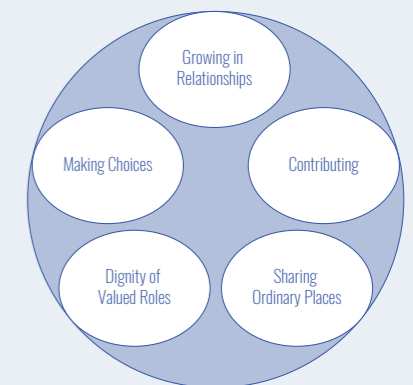 Growing in
Relationships
Making Choices
Contributing
Dignity of
Valued Roles
Sharing
Ordinary Places